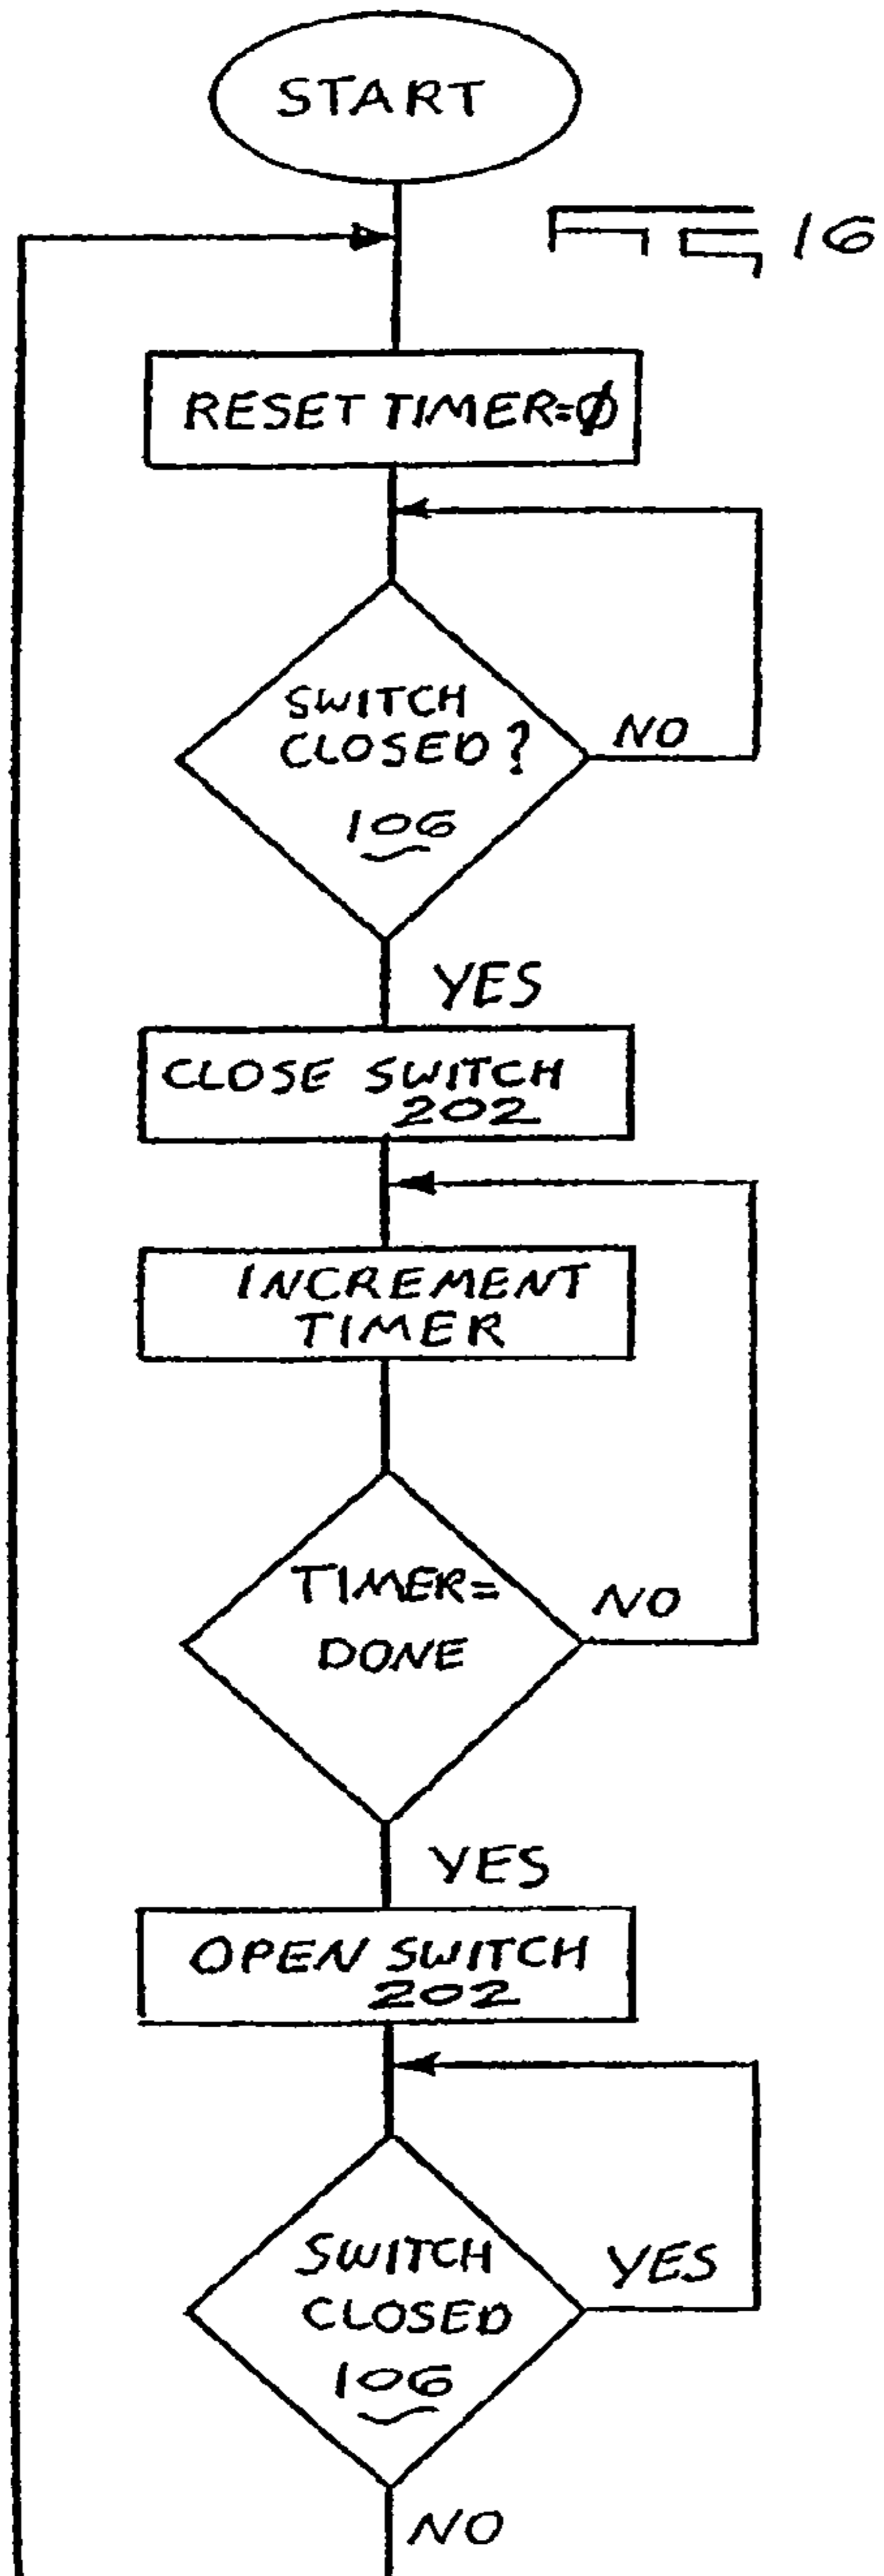 START
16
RESET TIMER=Ø
SWITCH
CLOSED?
106
NO
YES
CLOSE SWITCH
202
INCREMENT
TIMER
TIMER=
DONE
NO
YES
OPEN SWITCH
202
SWITCH
CLOSED
106
YES
NO